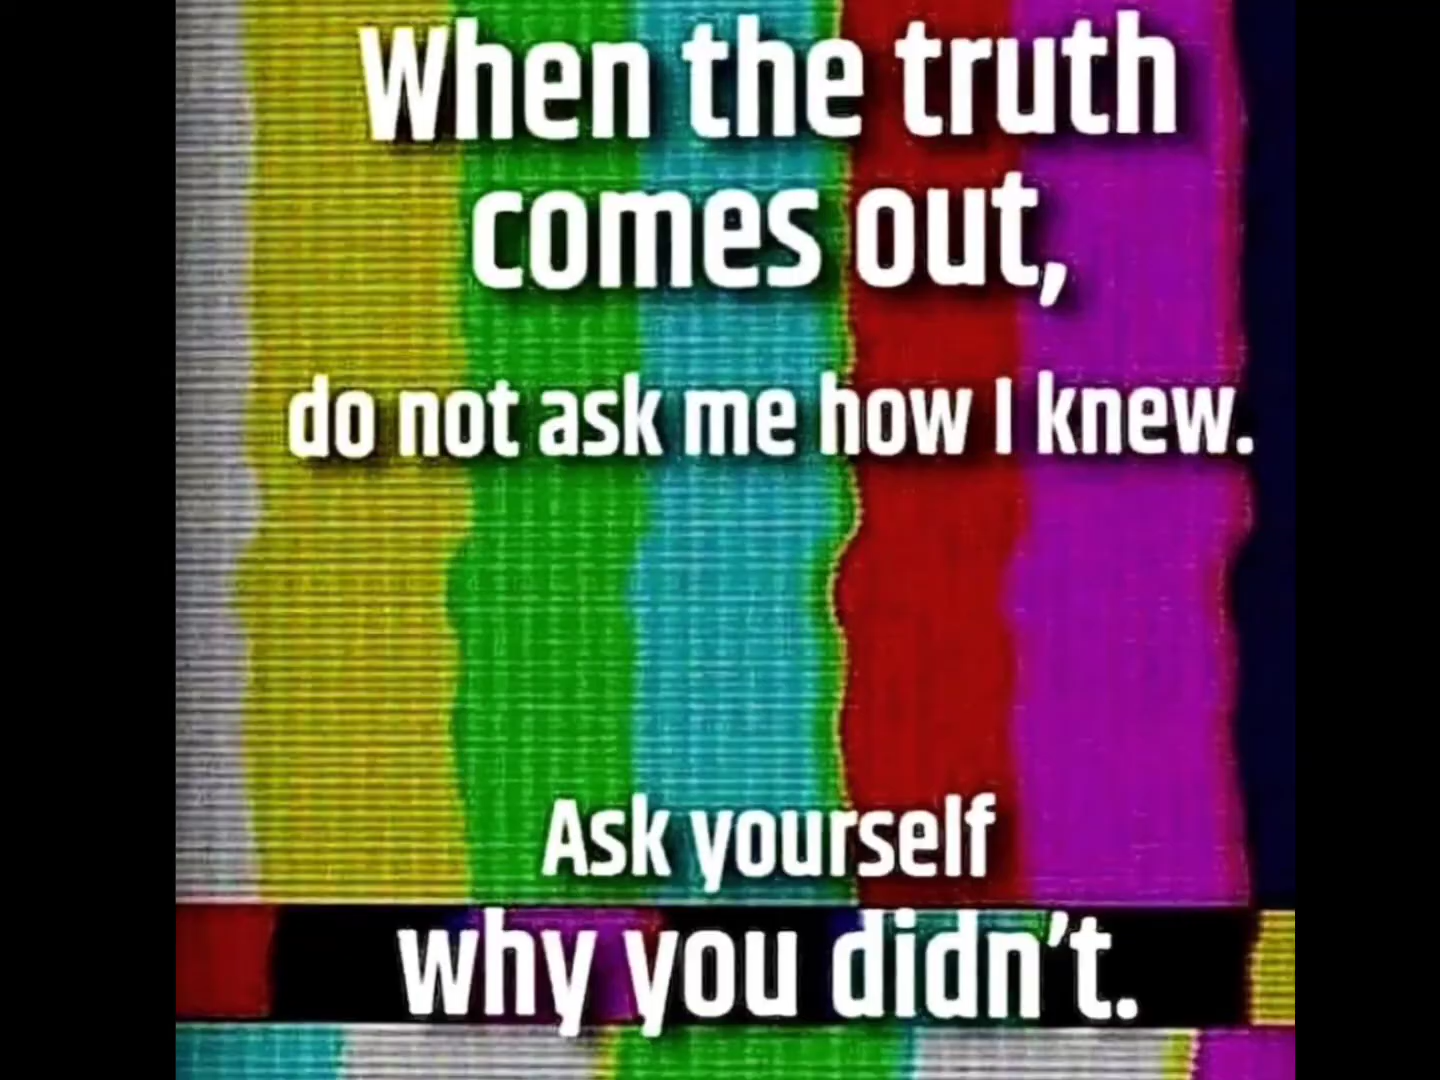 When the truth
comes out,
do not ask me how I knew.
Ask yourself
why you didn't.